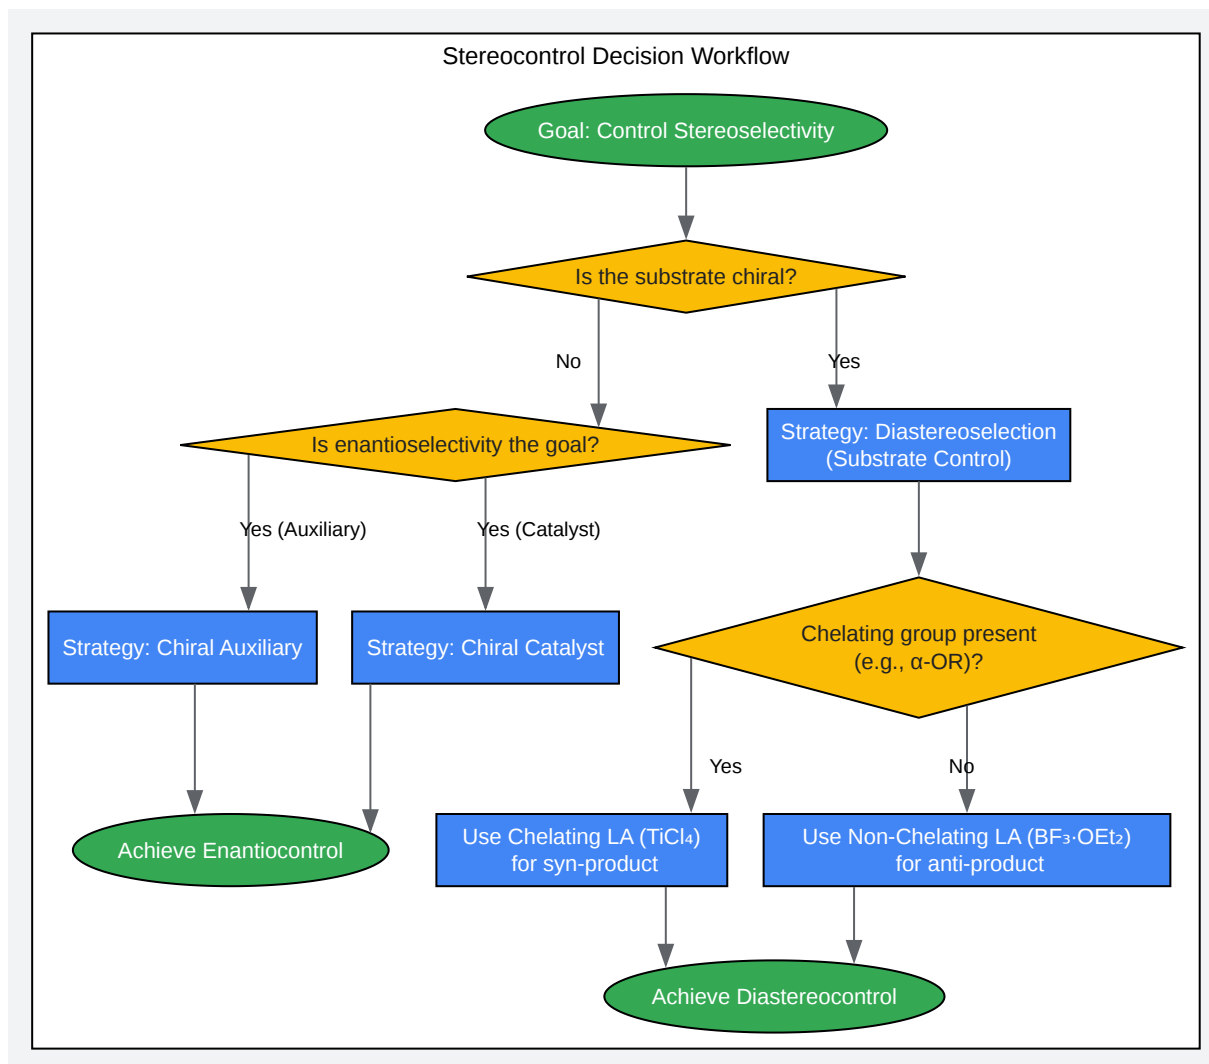 Stereocontrol Decision Workflow
Goal: Control Stereoselectivity
Is the substrate chiral?
No
Yes
Is enantioselectivity the goal?
Strategy: Diastereoselection
(Substrate Control)
Yes (Auxiliary)
Yes (Catalyst)
Strategy: Chiral Auxiliary
Strategy: Chiral Catalyst
Chelating group present
(e.g., α-OR)?
Yes
No
Achieve Enantiocontrol
Use Chelating LA (TiCl₄)
for syn-product
Use Non-Chelating LA (BF₃·OEt₂)
for anti-product
Achieve Diastereocontrol